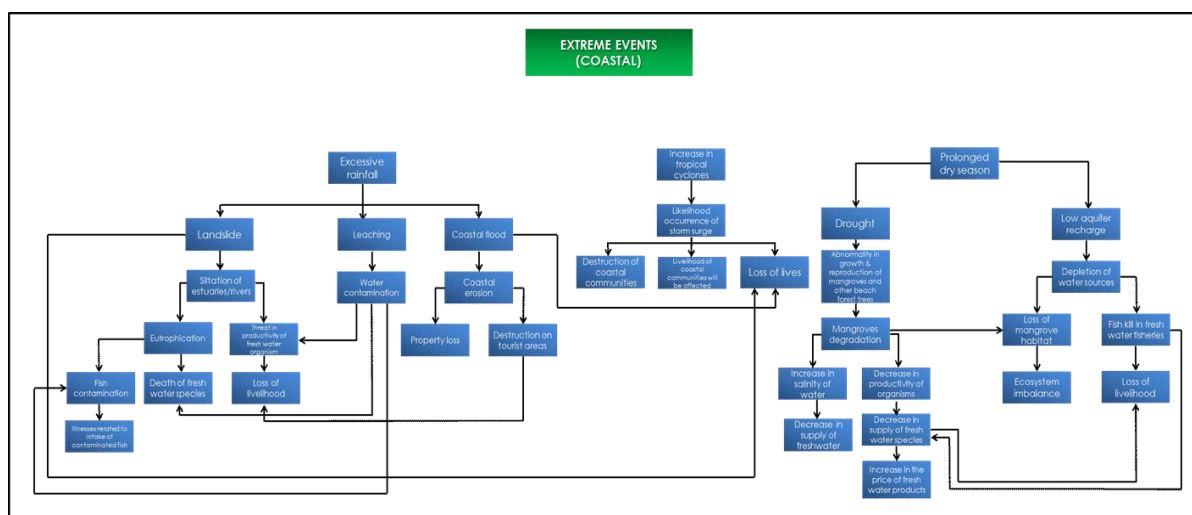 EXTREME EVENTS
(COASTAL)
Excessive
rainfall
Increase in
tropical
cyclones
Prolonged
dry season
Landslide
Leaching
Coastal flood
Likelihood
occurrence of
storm surge
Drought
Low aquifer
recharge
Siltation of
estuaries/rivers
Water
contamination
Coastal
erosion
Destruction of
coastal
communities
Livelihood of
coastal communities
will be affected
Loss of lives
Abnormality in
growth &
reproduction of
mangroves and
other beach
forest trees
Depletion of
water sources
Eutrophication
Threat in
productivity of
fresh water
organism
Property loss
Destruction on
tourist areas
Mangroves
degradation
Loss of
mangrove
habitat
Fish kill in fresh
water fisheries
Fish
contamination
Death of fresh
water species
Loss of
livelihood
Increase in
salinity of
water
Decrease in
productivity of
organisms
Ecosystem
imbalance
Loss of
livelihood
Illnesses related to
intake of
contaminated fish
Decrease in
supply of
freshwater
Decrease in
supply of fresh
water species
Increase in the
price of fresh
water products